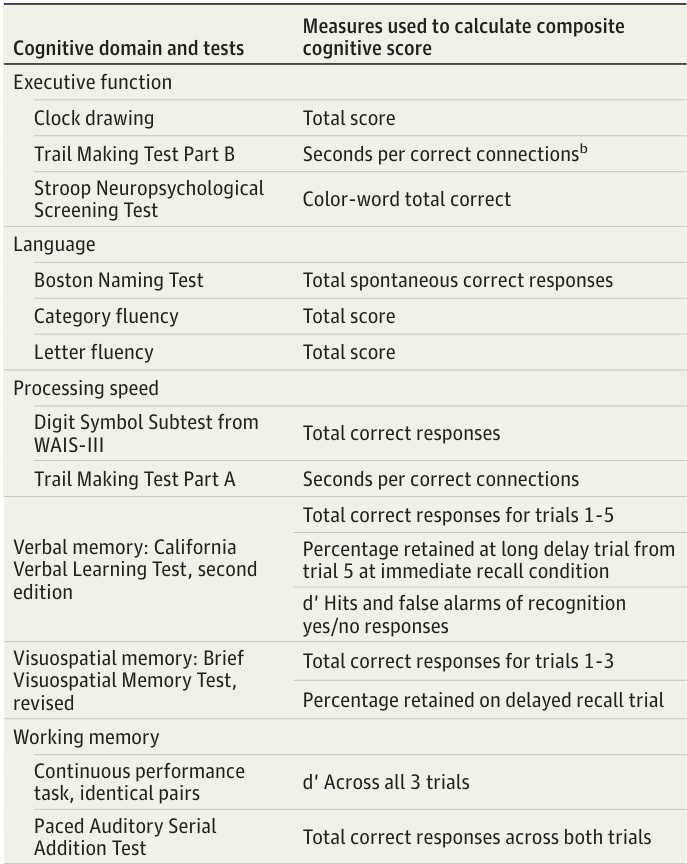 Cognitive domain and tests
Measures used to calculate composite
cognitive score
Executive function
Clock drawing
Total score
Trail Making Test Part B
Seconds per correct connectionsᵇ
Stroop Neuropsychological
Screening Test
Color-word total correct
Language
Boston Naming Test
Total spontaneous correct responses
Category fluency
Total score
Letter fluency
Total score
Processing speed
Digit Symbol Subtest from
WAIS-III
Total correct responses
Trail Making Test Part A
Seconds per correct connections
Verbal memory: California
Verbal Learning Test, second
edition
Total correct responses for trials 1-5
Percentage retained at long delay trial from
trial 5 at immediate recall condition
d′ Hits and false alarms of recognition
yes/no responses
Visuospatial memory: Brief
Visuospatial Memory Test,
revised
Total correct responses for trials 1-3
Percentage retained on delayed recall trial
Working memory
Continuous performance
task, identical pairs
d′ Across all 3 trials
Paced Auditory Serial
Addition Test
Total correct responses across both trials